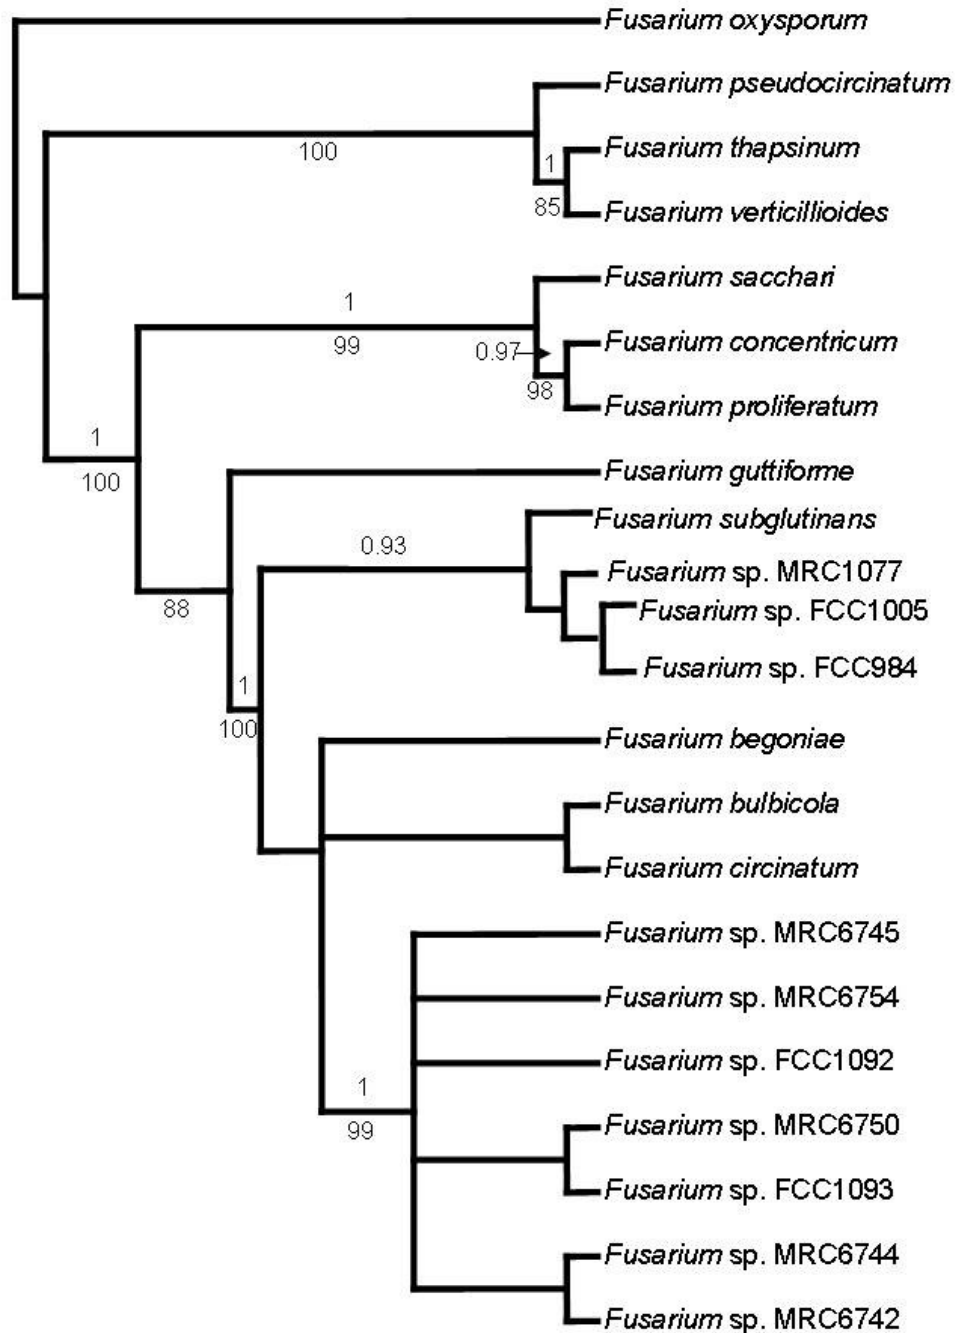 Fusarium oxysporum
Fusarium pseudocircinatum
100
Fusarium thapsinum
1
85
Fusarium verticillioides
Fusarium sacchari
1
99
Fusarium concentricum
0.97
98
Fusarium proliferatum
1
100
Fusarium guttiforme
Fusarium subglutinans
0.93
Fusarium sp. MRC1077
88
Fusarium sp. FCC1005
Fusarium sp. FCC984
1
100
Fusarium begoniae
Fusarium bulbicola
Fusarium circinatum
Fusarium sp. MRC6745
Fusarium sp. MRC6754
Fusarium sp. FCC1092
1
99
Fusarium sp. MRC6750
Fusarium sp. FCC1093
Fusarium sp. MRC6744
Fusarium sp. MRC6742